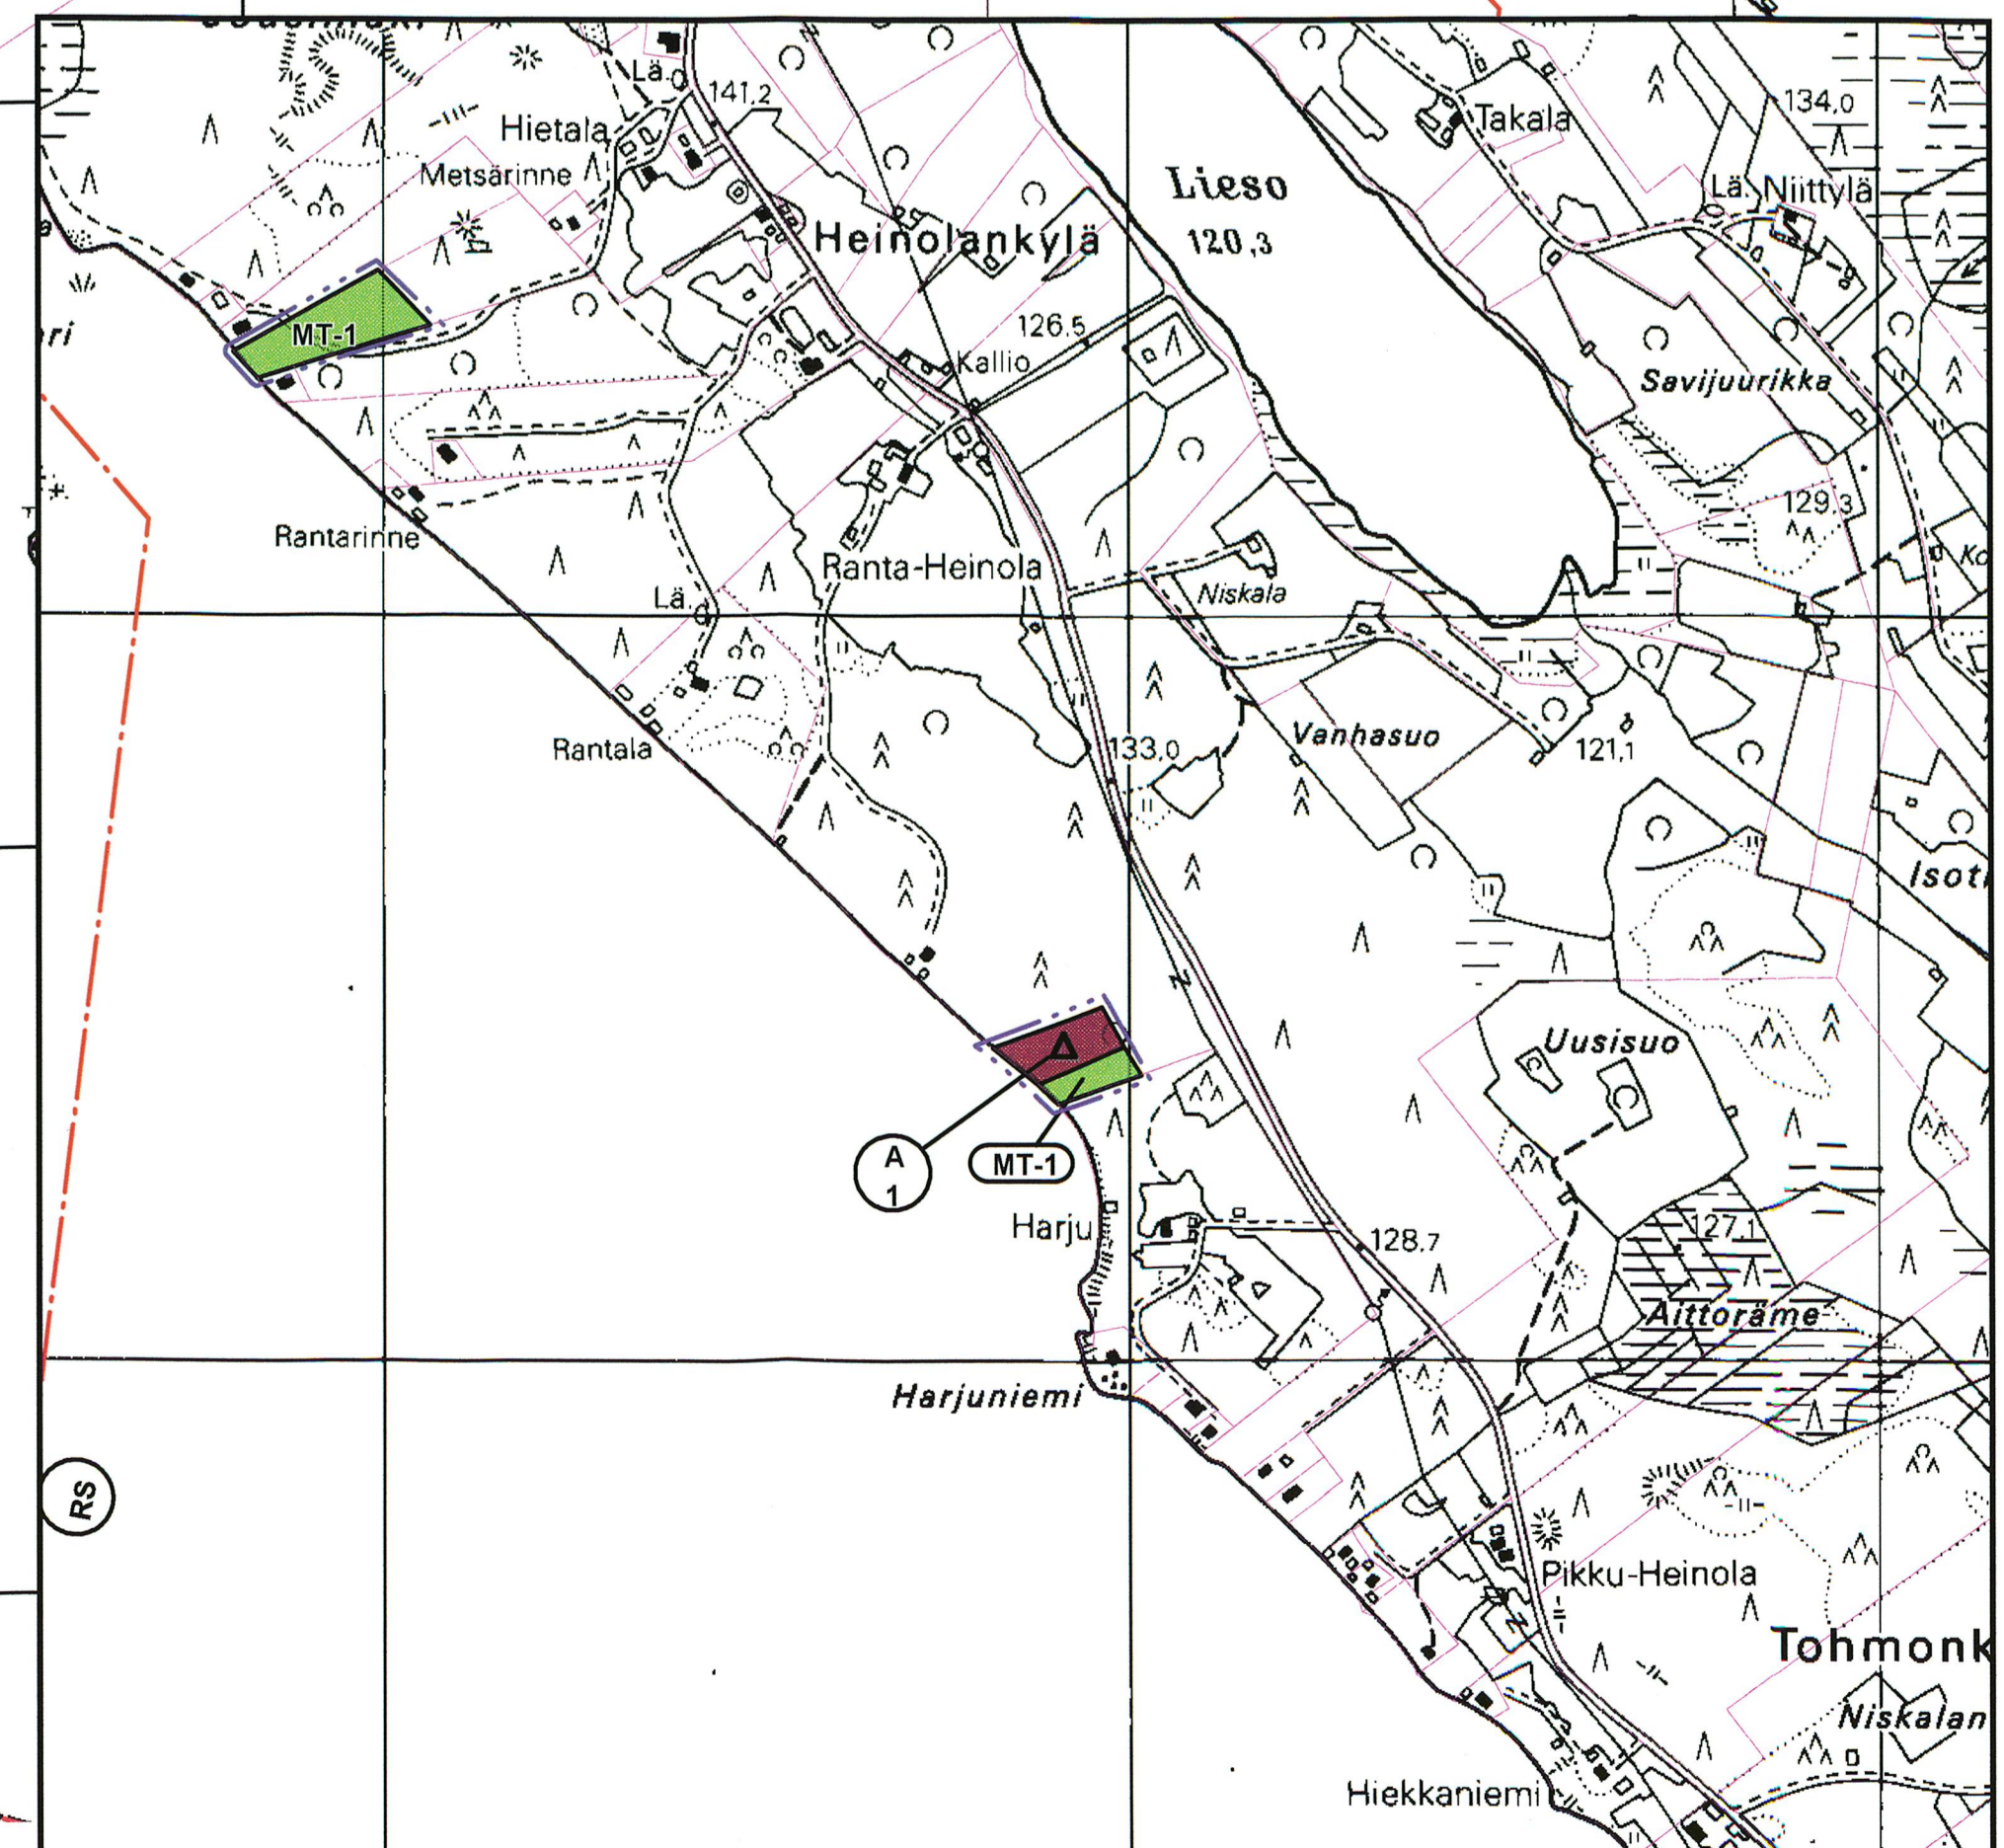 Lä.
141.2
Hietala
Metsärinne
Takala
134,0
Lieso
120,3
Lä. Niittylä
Heinolankylä
MT-1
126.5
Kallio
Savijuurikka
Rantarinne
129.3
Ranta-Heinola
Niskala
Lä.
Rantala
133,0
Vanhasuo
121,1
Uusisuo
A
1
MT-1
Harju
128.7
127,1
Aittoräme
Harjuniemi
RS
Pikku-Heinola
Tohmonk
Niskalan
Hiekkaniemi